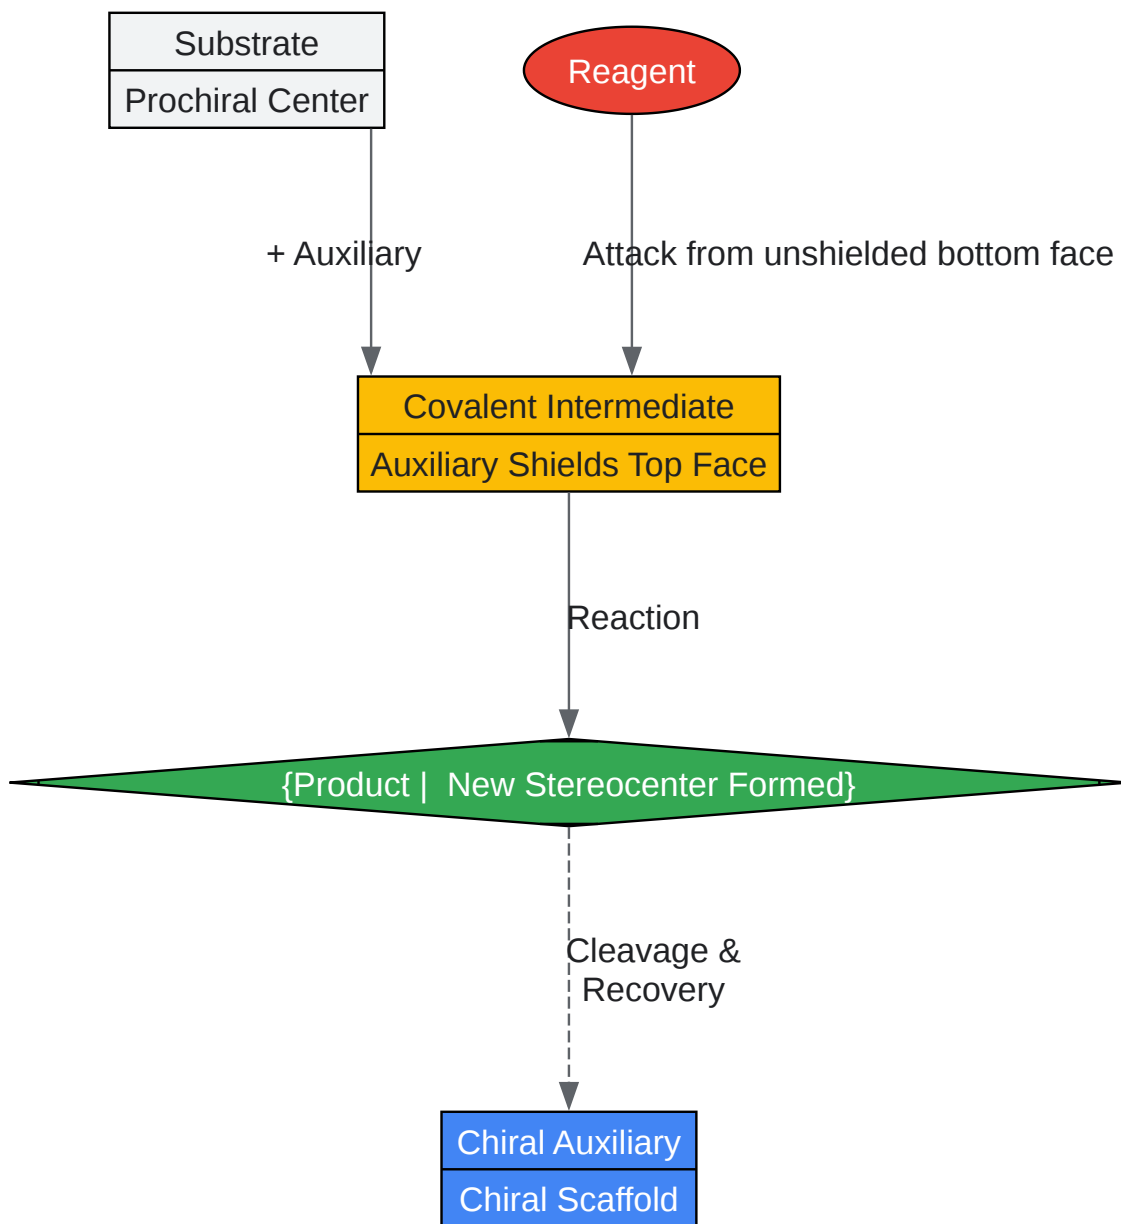 Substrate
Prochiral Center
Reagent
+ Auxiliary
Attack from unshielded bottom face
Covalent Intermediate
Auxiliary Shields Top Face
Reaction
{Product |  New Stereocenter Formed}
Cleavage &
Recovery
Chiral Auxiliary
Chiral Scaffold